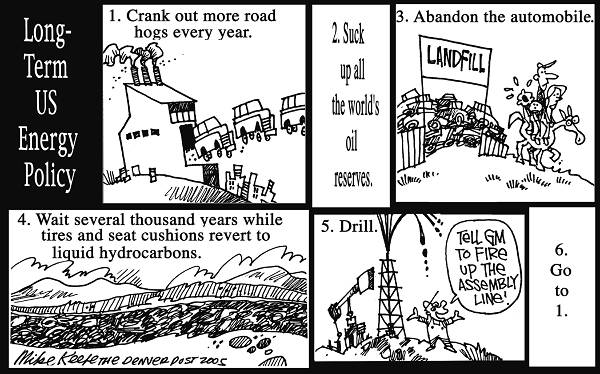 Long-
Term
US
Energy
Policy
1. Crank out more road
hogs every year.
2. Suck
up all
the world's
oil
reserves.
3. Abandon the automobile.
LANDFILL
4. Wait several thousand years while
tires and seat cushions revert to
liquid hydrocarbons.
Mike Keefe THE DENVER POST 2005
5. Drill.
TELL GM
TO FIRE
UP THE
ASSEMBLY
LINE!
6.
Go
to
1.